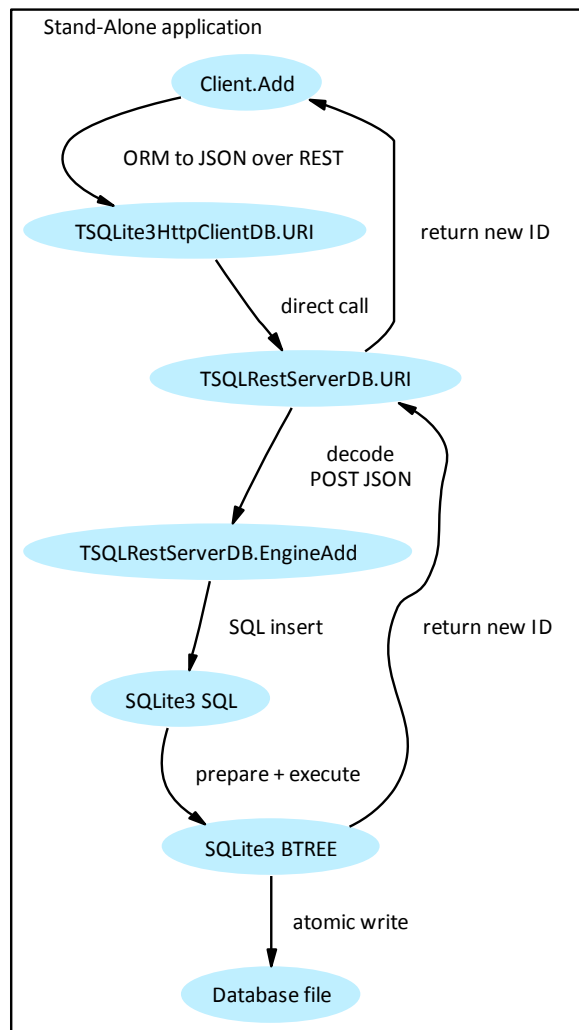 Stand-Alone application
Client.Add
ORM to JSON over REST
TSQLite3HttpClientDB.URI
return new ID
direct call
TSQLRestServerDB.URI
decode
POST JSON
TSQLRestServerDB.EngineAdd
SQL insert
return new ID
SQLite3 SQL
prepare + execute
SQLite3 BTREE
atomic write
Database file